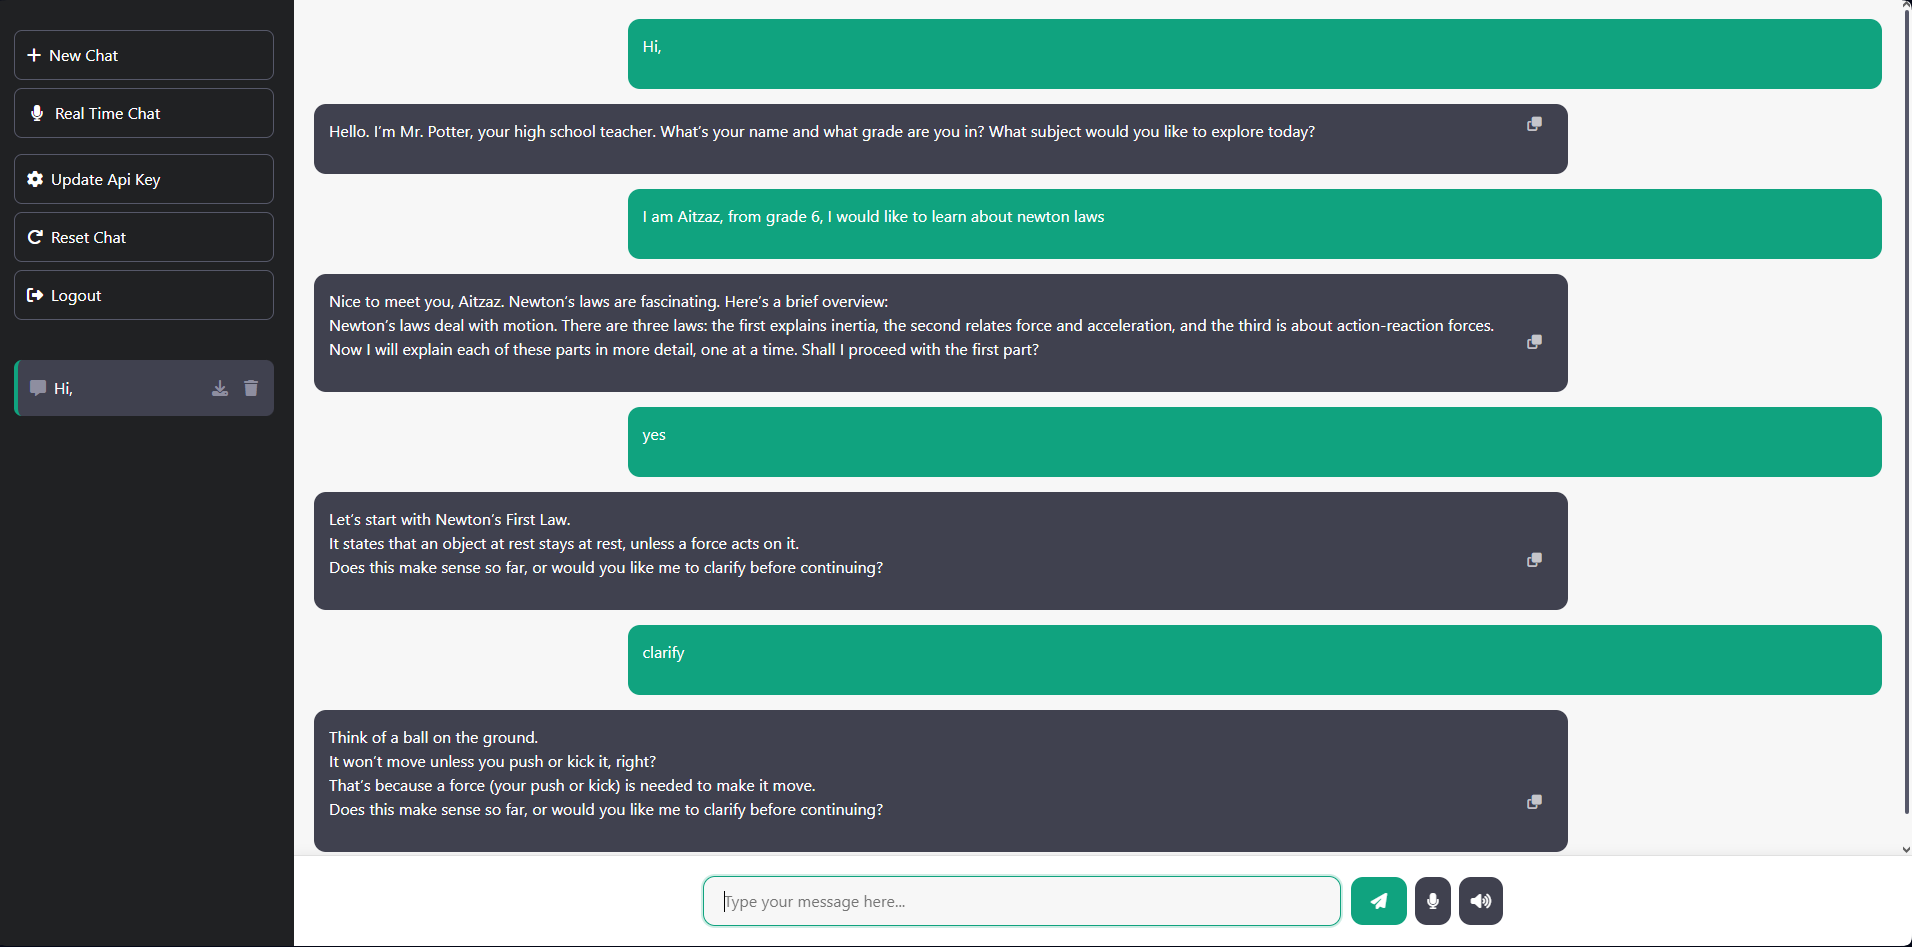 New Chat
Real Time Chat
Update Api Key
Reset Chat
Logout
Hi,
Hi,
Hello. I’m Mr. Potter, your high school teacher. What’s your name and what grade are you in? What subject would you like to explore today?
I am Aitzaz, from grade 6, I would like to learn about newton laws
Nice to meet you, Aitzaz. Newton’s laws are fascinating. Here’s a brief overview:
Newton’s laws deal with motion. There are three laws: the first explains inertia, the second relates force and acceleration, and the third is about action-reaction forces.
Now I will explain each of these parts in more detail, one at a time. Shall I proceed with the first part?
yes
Let’s start with Newton’s First Law.
It states that an object at rest stays at rest, unless a force acts on it.
Does this make sense so far, or would you like me to clarify before continuing?
clarify
Think of a ball on the ground.
It won’t move unless you push or kick it, right?
That’s because a force (your push or kick) is needed to make it move.
Does this make sense so far, or would you like me to clarify before continuing?
Type your message here...